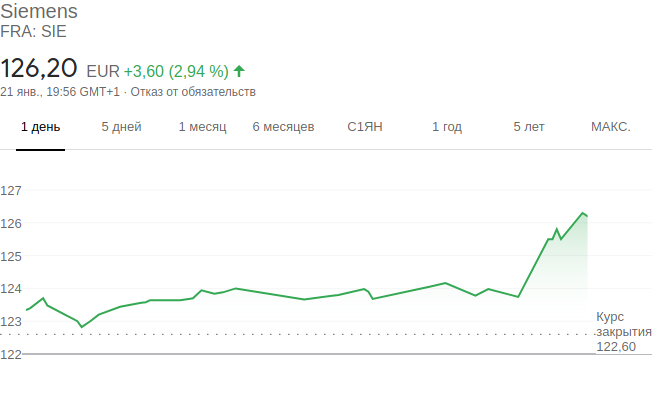 Siemens
FRA: SIE
126,20 EUR +3,60 (2,94 %)
21 янв., 19:56 GMT+1 · Отказ от обязательств
1 день 5 дней 1 месяц 6 месяцев С1ЯН 1 год 5 лет МАКС.
127
126
125
124
123
Курс
закрытия
122,60
122